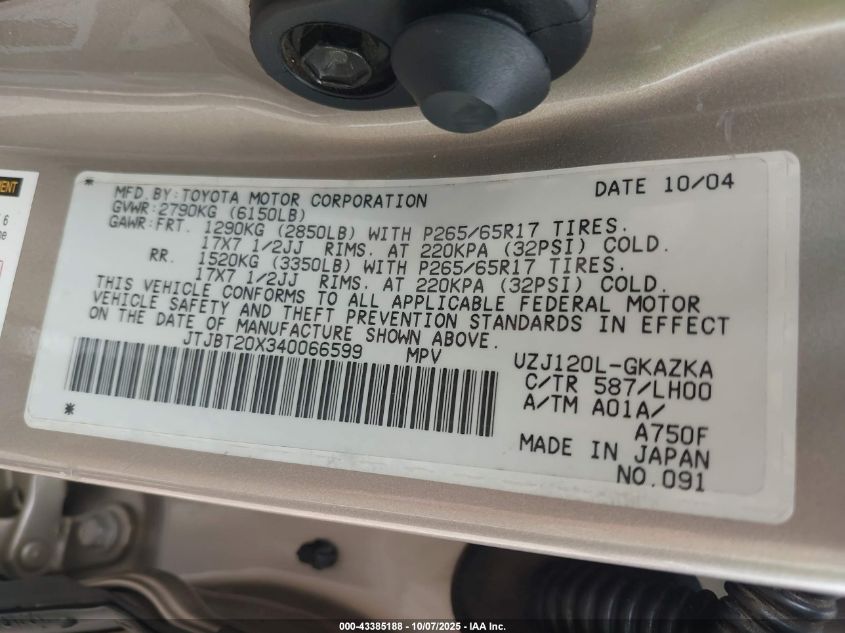 MENT
6
ne
* MFD.BY:TOYOTA MOTOR CORPORATION DATE 10/04
GVWR:2790KG (6150LB)
GAWR:FRT. 1290KG (2850LB) WITH P265/65R17 TIRES.
17X7 1/2JJ RIMS. AT 220KPA (32PSI) COLD.
RR. 1520KG (3350LB) WITH P265/65R17 TIRES.
17X7 1/2JJ RIMS. AT 220KPA (32PSI) COLD.
THIS VEHICLE CONFORMS TO ALL APPLICABLE FEDERAL MOTOR
VEHICLE SAFETY AND THEFT PREVENTION STANDARDS IN EFFECT
ON THE DATE OF MANUFACTURE SHOWN ABOVE.
JTJBT20X340066599 MPV UZJ120L-GKAZKA
C/TR 587/LH00
* A/TM A01A/
A750F
MADE IN JAPAN
NO.091
000-43385188 - 10/07/2025 - IAA Inc.